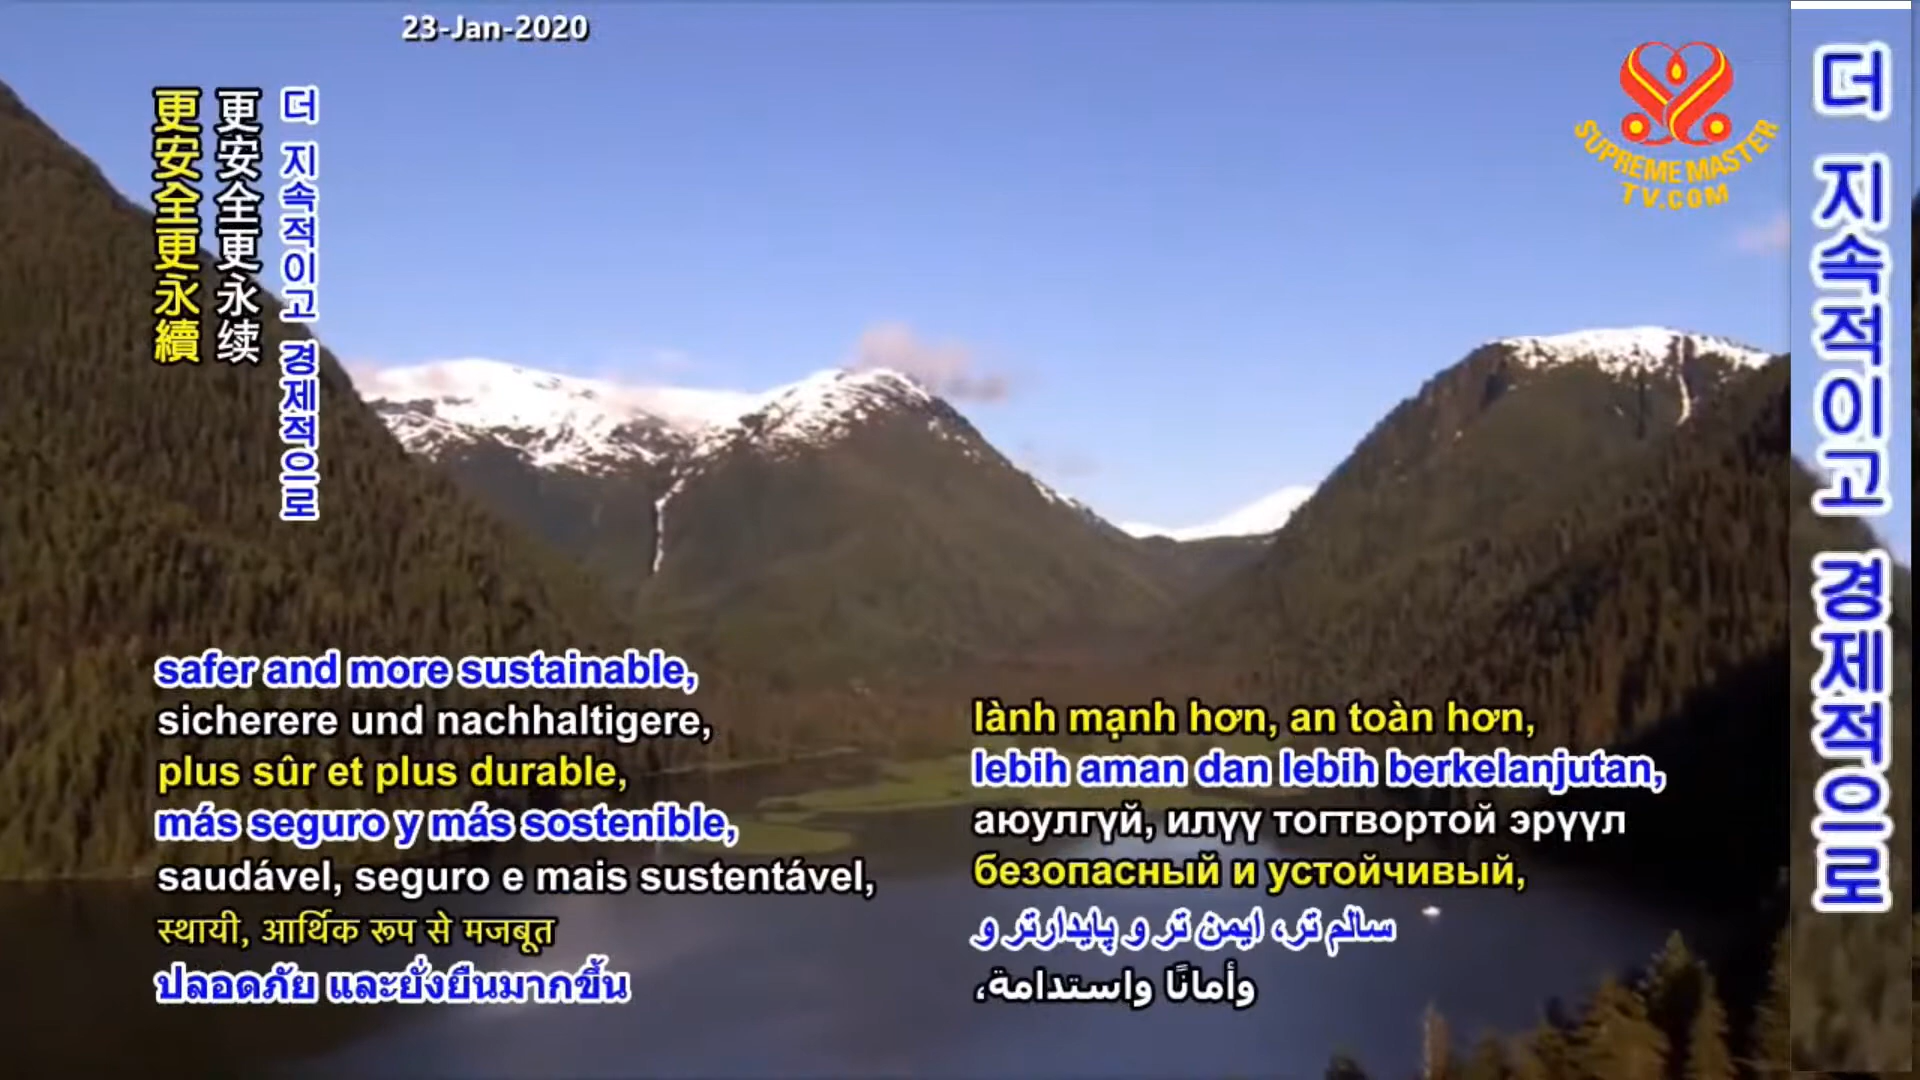 23-Jan-2020
SUPREME MASTER
TV.COM
更安全更永續
更安全更永续
더 지속적이고 경제적으로
더 지속적이고 경제적으로
safer and more sustainable,
sicherere und nachhaltigere,
plus sûr et plus durable,
más seguro y más sostenible,
saudável, seguro e mais sustentável,
स्थायी, आर्थिक रूप से मजबूत
ปลอดภัย และยั่งยืนมากขึ้น
lành mạnh hơn, an toàn hơn,
lebih aman dan lebih berkelanjutan,
аюулгүй, илүү тогтвортой эрүүл
безопасный и устойчивый,
سالم تر، ایمن تر و پایدارتر و
وأمانًا واستدامة،